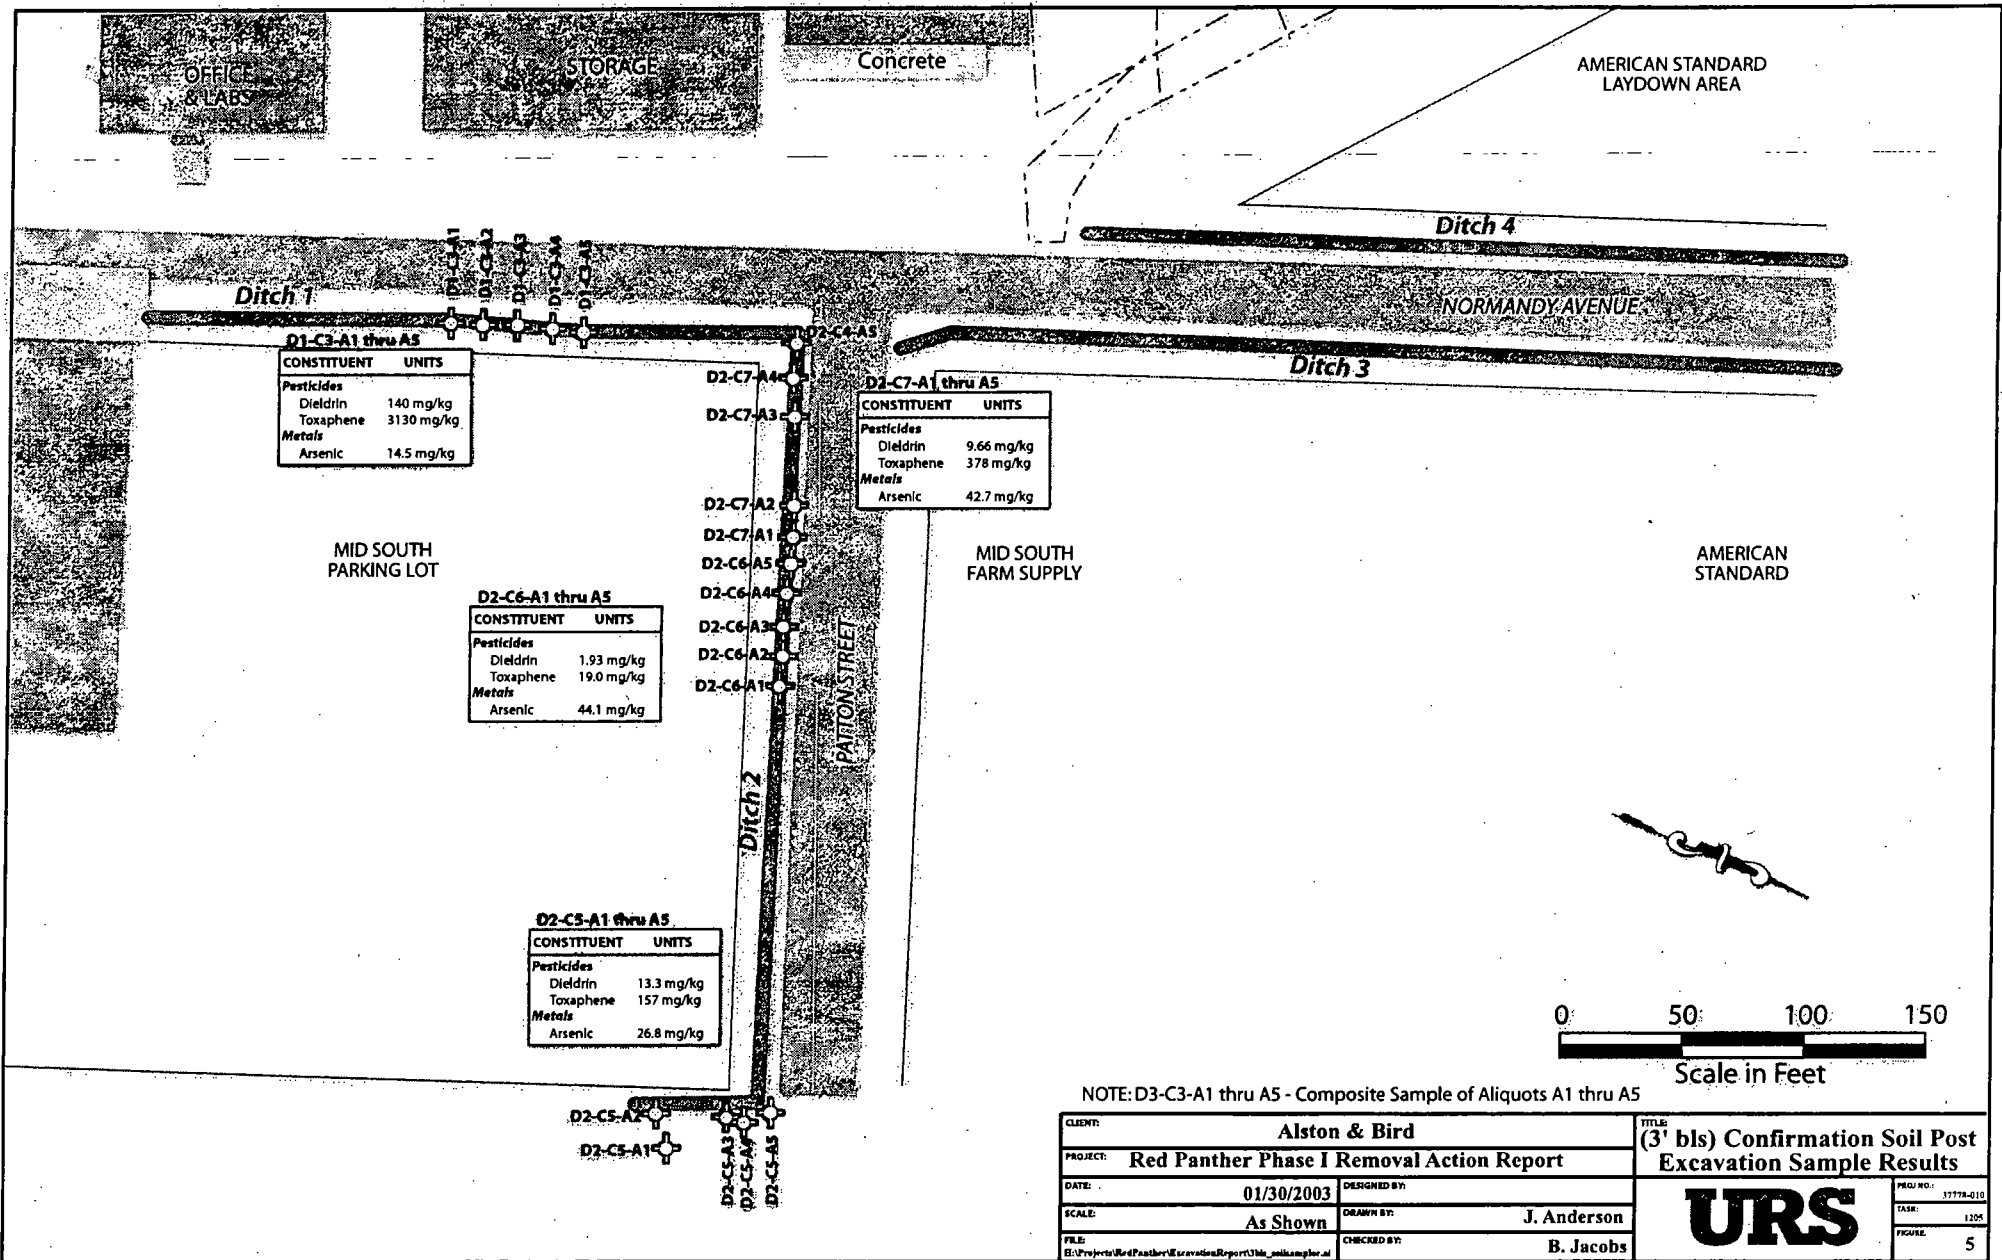 OFFICE
& LABS
STORAGE
Concrete
AMERICAN STANDARD
LAYDOWN AREA
Ditch 4
NORMANDY AVENUE
Ditch 3
Ditch 1
D1-C3-A1
D1-C3-A2
D1-C3-A3
D1-C3-A4
D1-C3-A5
D1-C3-A1 thru A5
CONSTITUENT UNITS
Pesticides
Dieldrin 140 mg/kg
Toxaphene 3130 mg/kg
Metals
Arsenic 14.5 mg/kg
D2-C4-A5
D2-C7-A4
D2-C7-A3
D2-C7-A2
D2-C7-A1
D2-C6-A5
D2-C6-A4
D2-C6-A3
D2-C6-A2
D2-C6-A1
D2-C7-A1 thru A5
CONSTITUENT UNITS
Pesticides
Dieldrin 9.66 mg/kg
Toxaphene 378 mg/kg
Metals
Arsenic 42.7 mg/kg
MID SOUTH
PARKING LOT
MID SOUTH
FARM SUPPLY
AMERICAN
STANDARD
D2-C6-A1 thru A5
CONSTITUENT UNITS
Pesticides
Dieldrin 1.93 mg/kg
Toxaphene 19.0 mg/kg
Metals
Arsenic 44.1 mg/kg
PATTON STREET
Ditch 2
D2-C5-A1 thru A5
CONSTITUENT UNITS
Pesticides
Dieldrin 13.3 mg/kg
Toxaphene 157 mg/kg
Metals
Arsenic 26.8 mg/kg
D2-C5-A2
D2-C5-A1
D2-C5-A3
D2-C5-A4
D2-C5-A5
0 50 100 150
Scale in Feet
NOTE: D3-C3-A1 thru A5 - Composite Sample of Aliquots A1 thru A5
CLIENT: Alston & Bird
PROJECT: Red Panther Phase I Removal Action Report
DATE: 01/30/2003
DESIGNED BY:
SCALE: As Shown
DRAWN BY: J. Anderson
FILE: H:\Projects\RedPanther\ExcavationReport\3bls_soilsampler.ai
CHECKED BY: B. Jacobs
TITLE: (3' bls) Confirmation Soil Post
Excavation Sample Results
URS
PROJ NO.: 37778-010
TASK: 1205
FIGURE 5